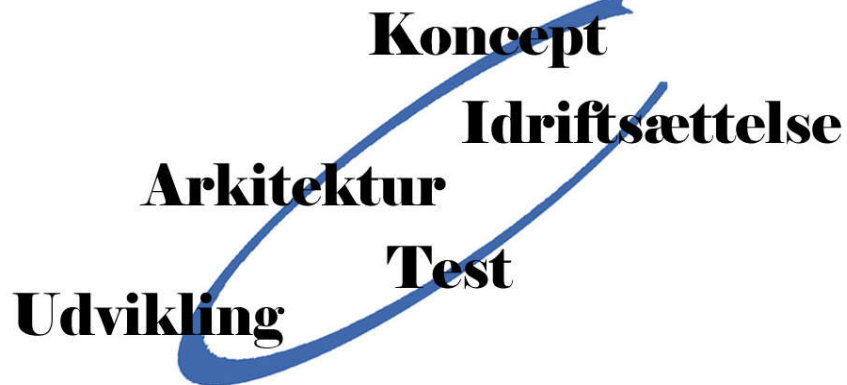 Koncept
Idriftsættelse
Arkitektur
Test
Udvikling